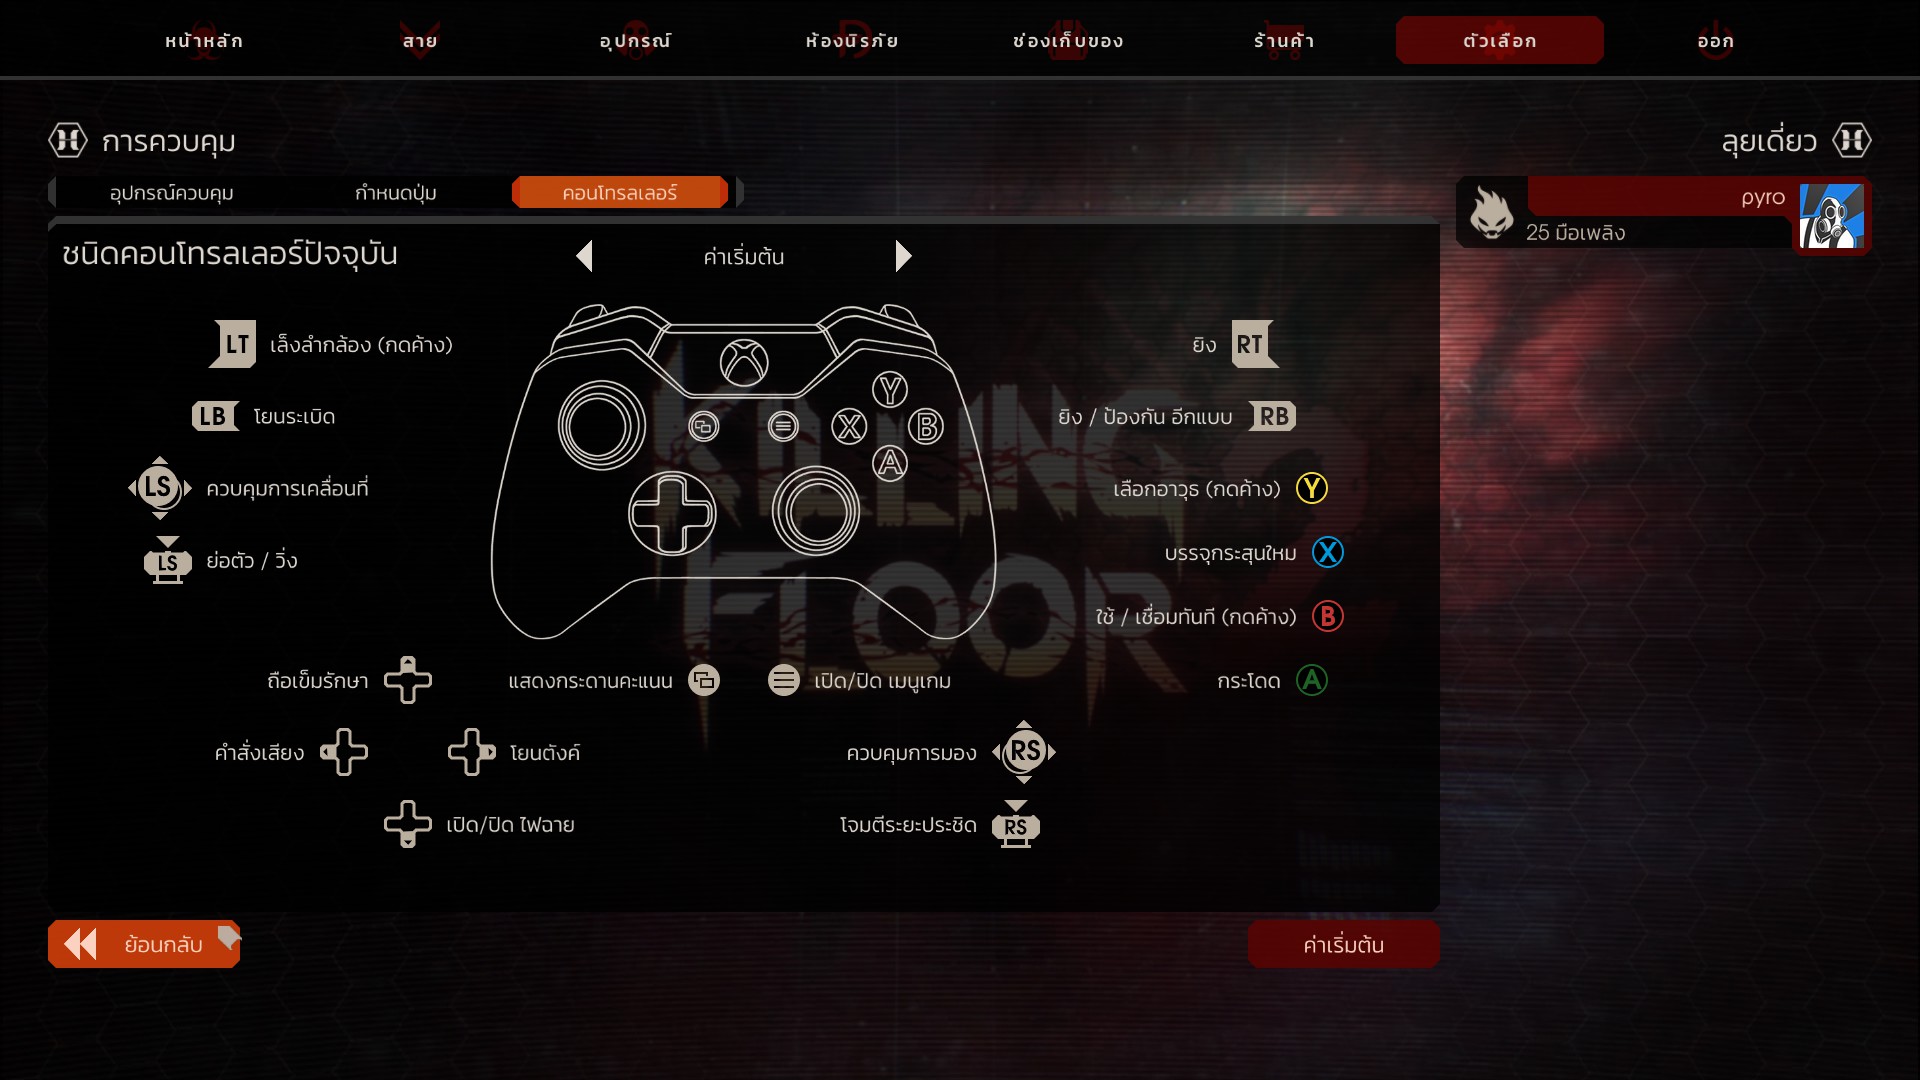 หน้าหลัก สาย อุปกรณ์ ห้องนิรภัย ช่องเก็บของ ร้านค้า ตัวเลือก ออก
การควบคุม
ลุยเดี่ยว
อุปกรณ์ควบคุม กำหนดปุ่ม คอนโทรลเลอร์
pyro
25 มือเพลิง
ชนิดคอนโทรลเลอร์ปัจจุบัน
ค่าเริ่มต้น
LT เล็งลำกล้อง (กดค้าง)
ยิง RT
LB โยนระเบิด
ยิง / ป้องกัน อีกแบบ RB
LS ควบคุมการเคลื่อนที่
เลือกอาวุธ (กดค้าง) Y
LS ย่อตัว / วิ่ง
บรรจุกระสุนใหม่ X
ใช้ / เชื่อมทันที (กดค้าง) B
Y
X B
A
KILLING
FLOOR 2
ถือเข็มรักษา
แสดงกระดานคะแนน
เปิด/ปิด เมนูเกม
กระโดด A
คำสั่งเสียง
โยนตังค์
ควบคุมการมอง RS
เปิด/ปิด ไฟฉาย
โจมตีระยะประชิด RS
ย้อนกลับ
ค่าเริ่มต้น